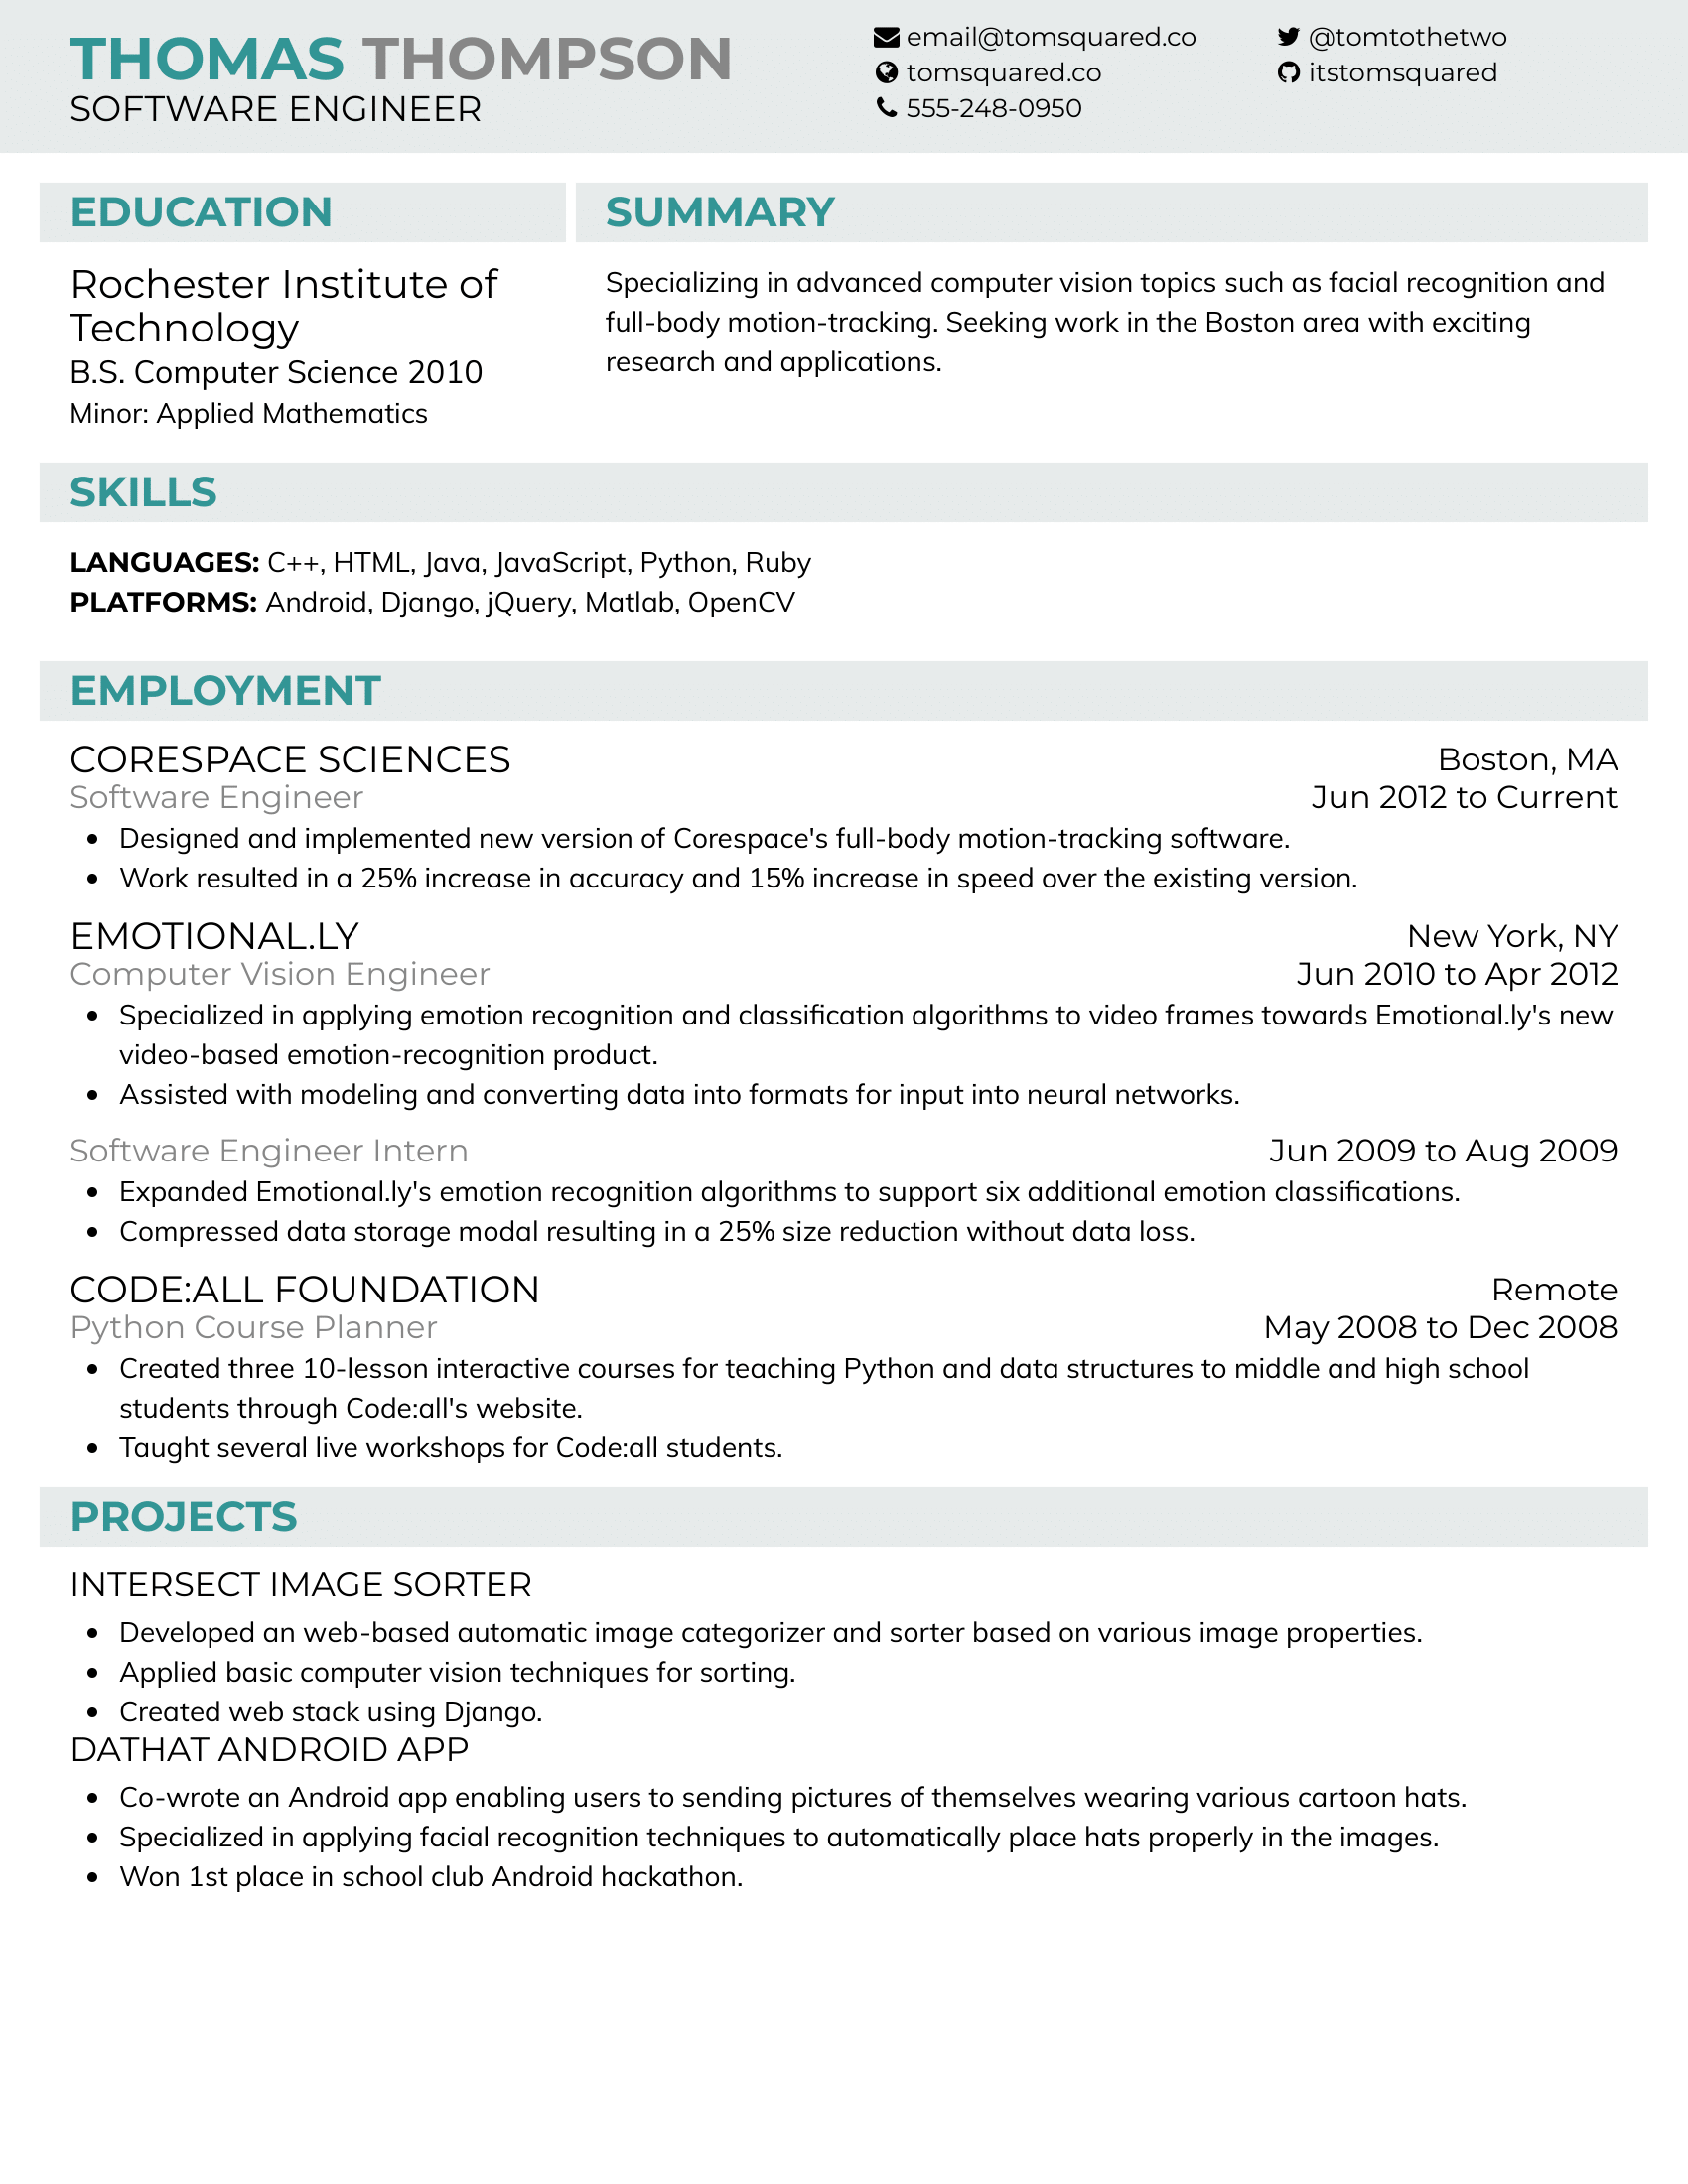 THOMAS THOMPSON
SOFTWARE ENGINEER
email@tomsquared.co
tomsquared.co
555-248-0950
@tomtothetwo
itstomsquared
EDUCATION
Rochester Institute of
Technology
B.S. Computer Science 2010
Minor: Applied Mathematics
SUMMARY
Specializing in advanced computer vision topics such as facial recognition and
full-body motion-tracking. Seeking work in the Boston area with exciting
research and applications.
SKILLS
LANGUAGES: C++, HTML, Java, JavaScript, Python, Ruby
PLATFORMS: Android, Django, jQuery, Matlab, OpenCV
EMPLOYMENT
CORESPACE SCIENCES Boston, MA
Software Engineer Jun 2012 to Current
• Designed and implemented new version of Corespace's full-body motion-tracking software.
• Work resulted in a 25% increase in accuracy and 15% increase in speed over the existing version.
EMOTIONAL.LY New York, NY
Computer Vision Engineer Jun 2010 to Apr 2012
• Specialized in applying emotion recognition and classification algorithms to video frames towards Emotional.ly's new
video-based emotion-recognition product.
• Assisted with modeling and converting data into formats for input into neural networks.
Software Engineer Intern Jun 2009 to Aug 2009
• Expanded Emotional.ly's emotion recognition algorithms to support six additional emotion classifications.
• Compressed data storage modal resulting in a 25% size reduction without data loss.
CODE:ALL FOUNDATION Remote
Python Course Planner May 2008 to Dec 2008
• Created three 10-lesson interactive courses for teaching Python and data structures to middle and high school
students through Code:all's website.
• Taught several live workshops for Code:all students.
PROJECTS
INTERSECT IMAGE SORTER
• Developed an web-based automatic image categorizer and sorter based on various image properties.
• Applied basic computer vision techniques for sorting.
• Created web stack using Django.
DATHAT ANDROID APP
• Co-wrote an Android app enabling users to sending pictures of themselves wearing various cartoon hats.
• Specialized in applying facial recognition techniques to automatically place hats properly in the images.
• Won 1st place in school club Android hackathon.